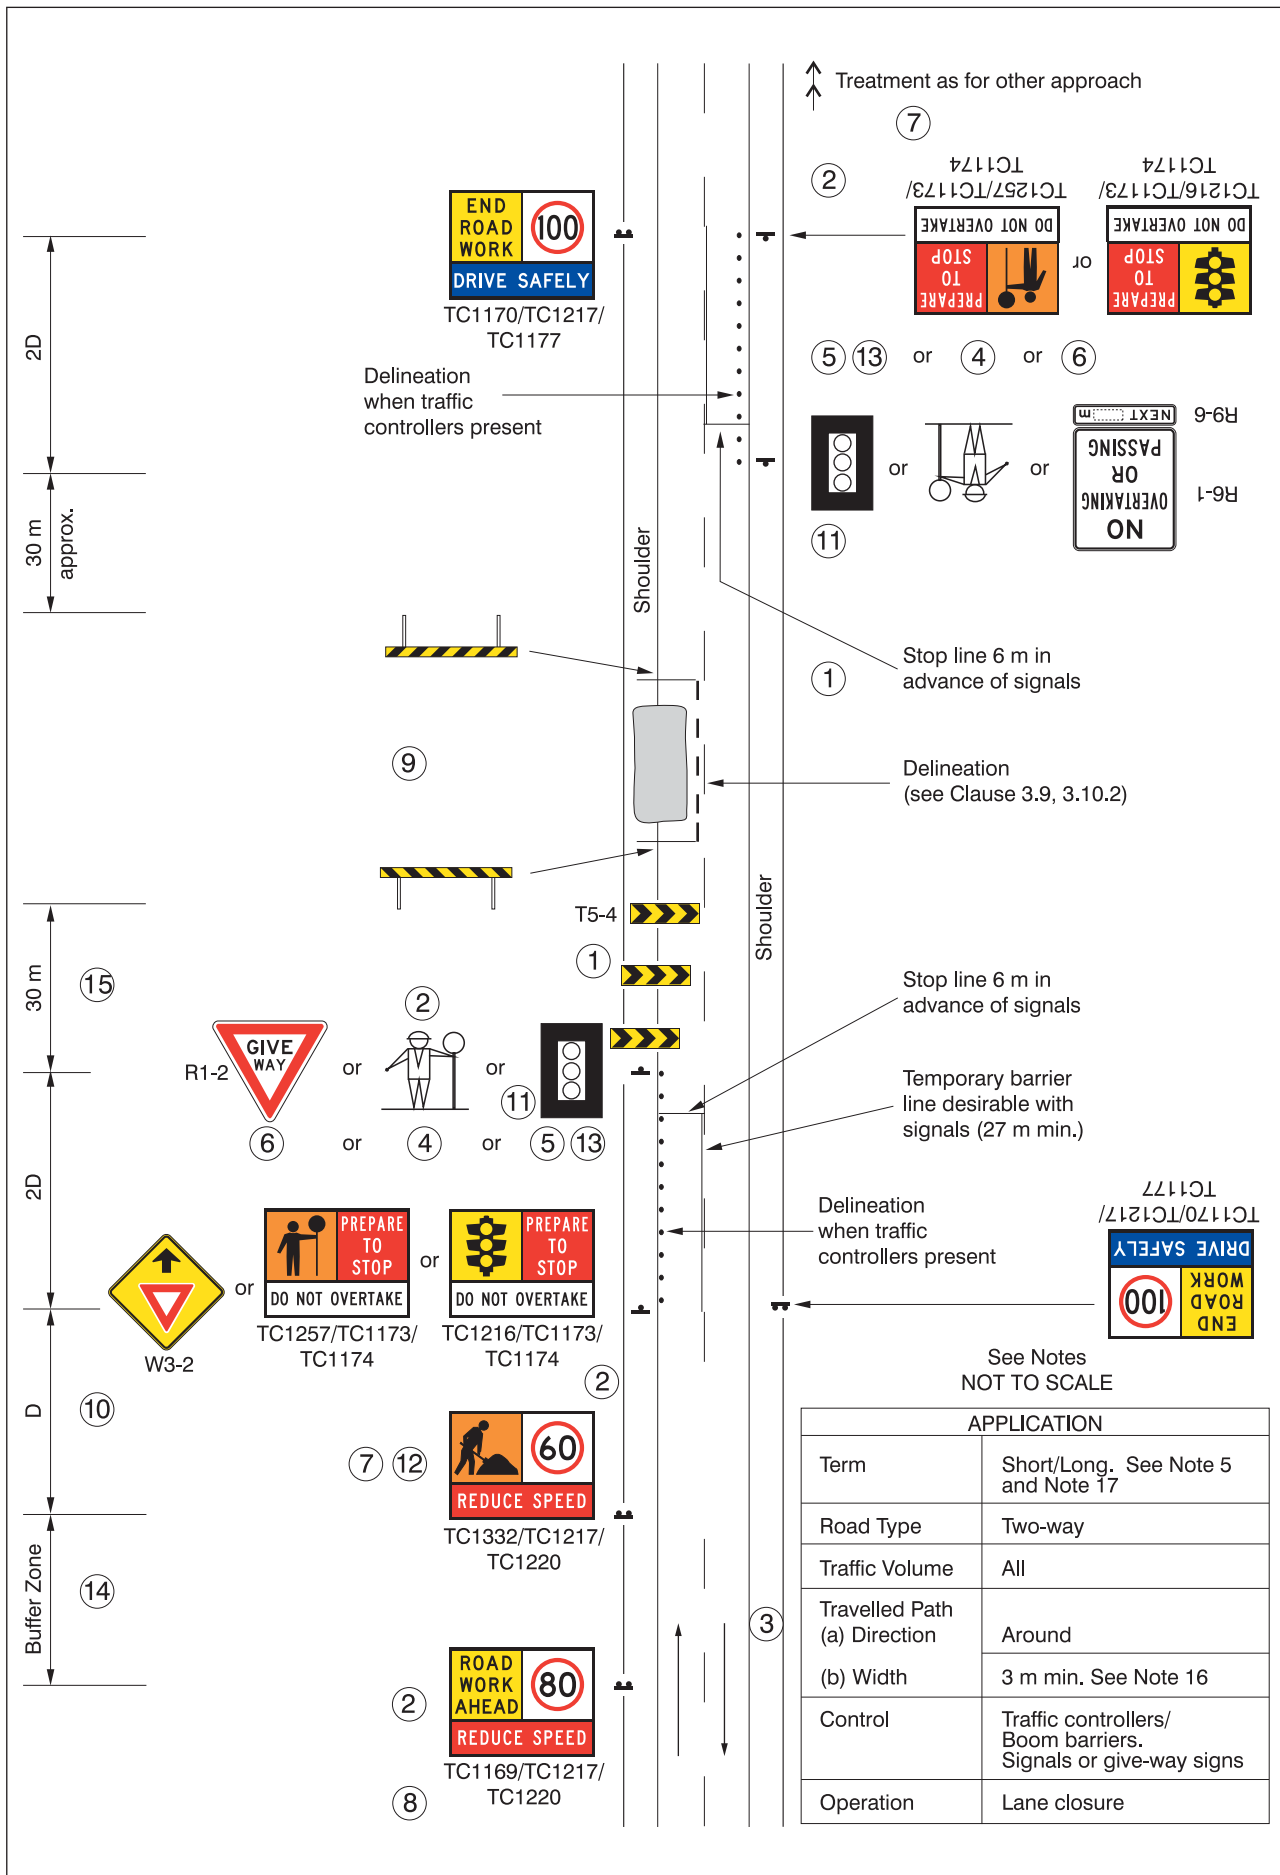 Treatment as for other approach
7
2
TC1257/TC1173/
TC1174
DO NOT OVERTAKE
PREPARE
TO
STOP
or
TC1216/TC1173/
TC1174
DO NOT OVERTAKE
PREPARE
TO
STOP
END
ROAD
WORK
100
DRIVE SAFELY
TC1170/TC1217/
TC1177
2D
Delineation
when traffic
controllers present
5 13 or 4 or 6
NEXT m
R9-6
NO
OVERTAKING
OR
PASSING
R6-1
or
or
11
30 m
approx.
Shoulder
Stop line 6 m in
advance of signals
1
9
Delineation
(see Clause 3.9, 3.10.2)
T5-4
1
Shoulder
30 m
15
Stop line 6 m in
advance of signals
2
GIVE
WAY
R1-2
or
or
11
6 or 4 or 5 13
Temporary barrier
line desirable with
signals (27 m min.)
2D
Delineation
when traffic
controllers present
PREPARE
TO
STOP
DO NOT OVERTAKE
or
PREPARE
TO
STOP
DO NOT OVERTAKE
or
TC1257/TC1173/
TC1174
TC1216/TC1173/
TC1174
W3-2
TC1170/TC1217/
TC1177
END
ROAD
WORK
100
DRIVE SAFELY
2
D
10
7 12
60
REDUCE SPEED
TC1332/TC1217/
TC1220
Buffer Zone
14
3
ROAD
WORK
AHEAD
80
REDUCE SPEED
2
TC1169/TC1217/
TC1220
8
See Notes
NOT TO SCALE
APPLICATION
Term Short/Long. See Note 5
and Note 17
Road Type Two-way
Traffic Volume All
Travelled Path
(a) Direction Around
(b) Width 3 m min. See Note 16
Control Traffic controllers/
Boom barriers.
Signals or give-way signs
Operation Lane closure